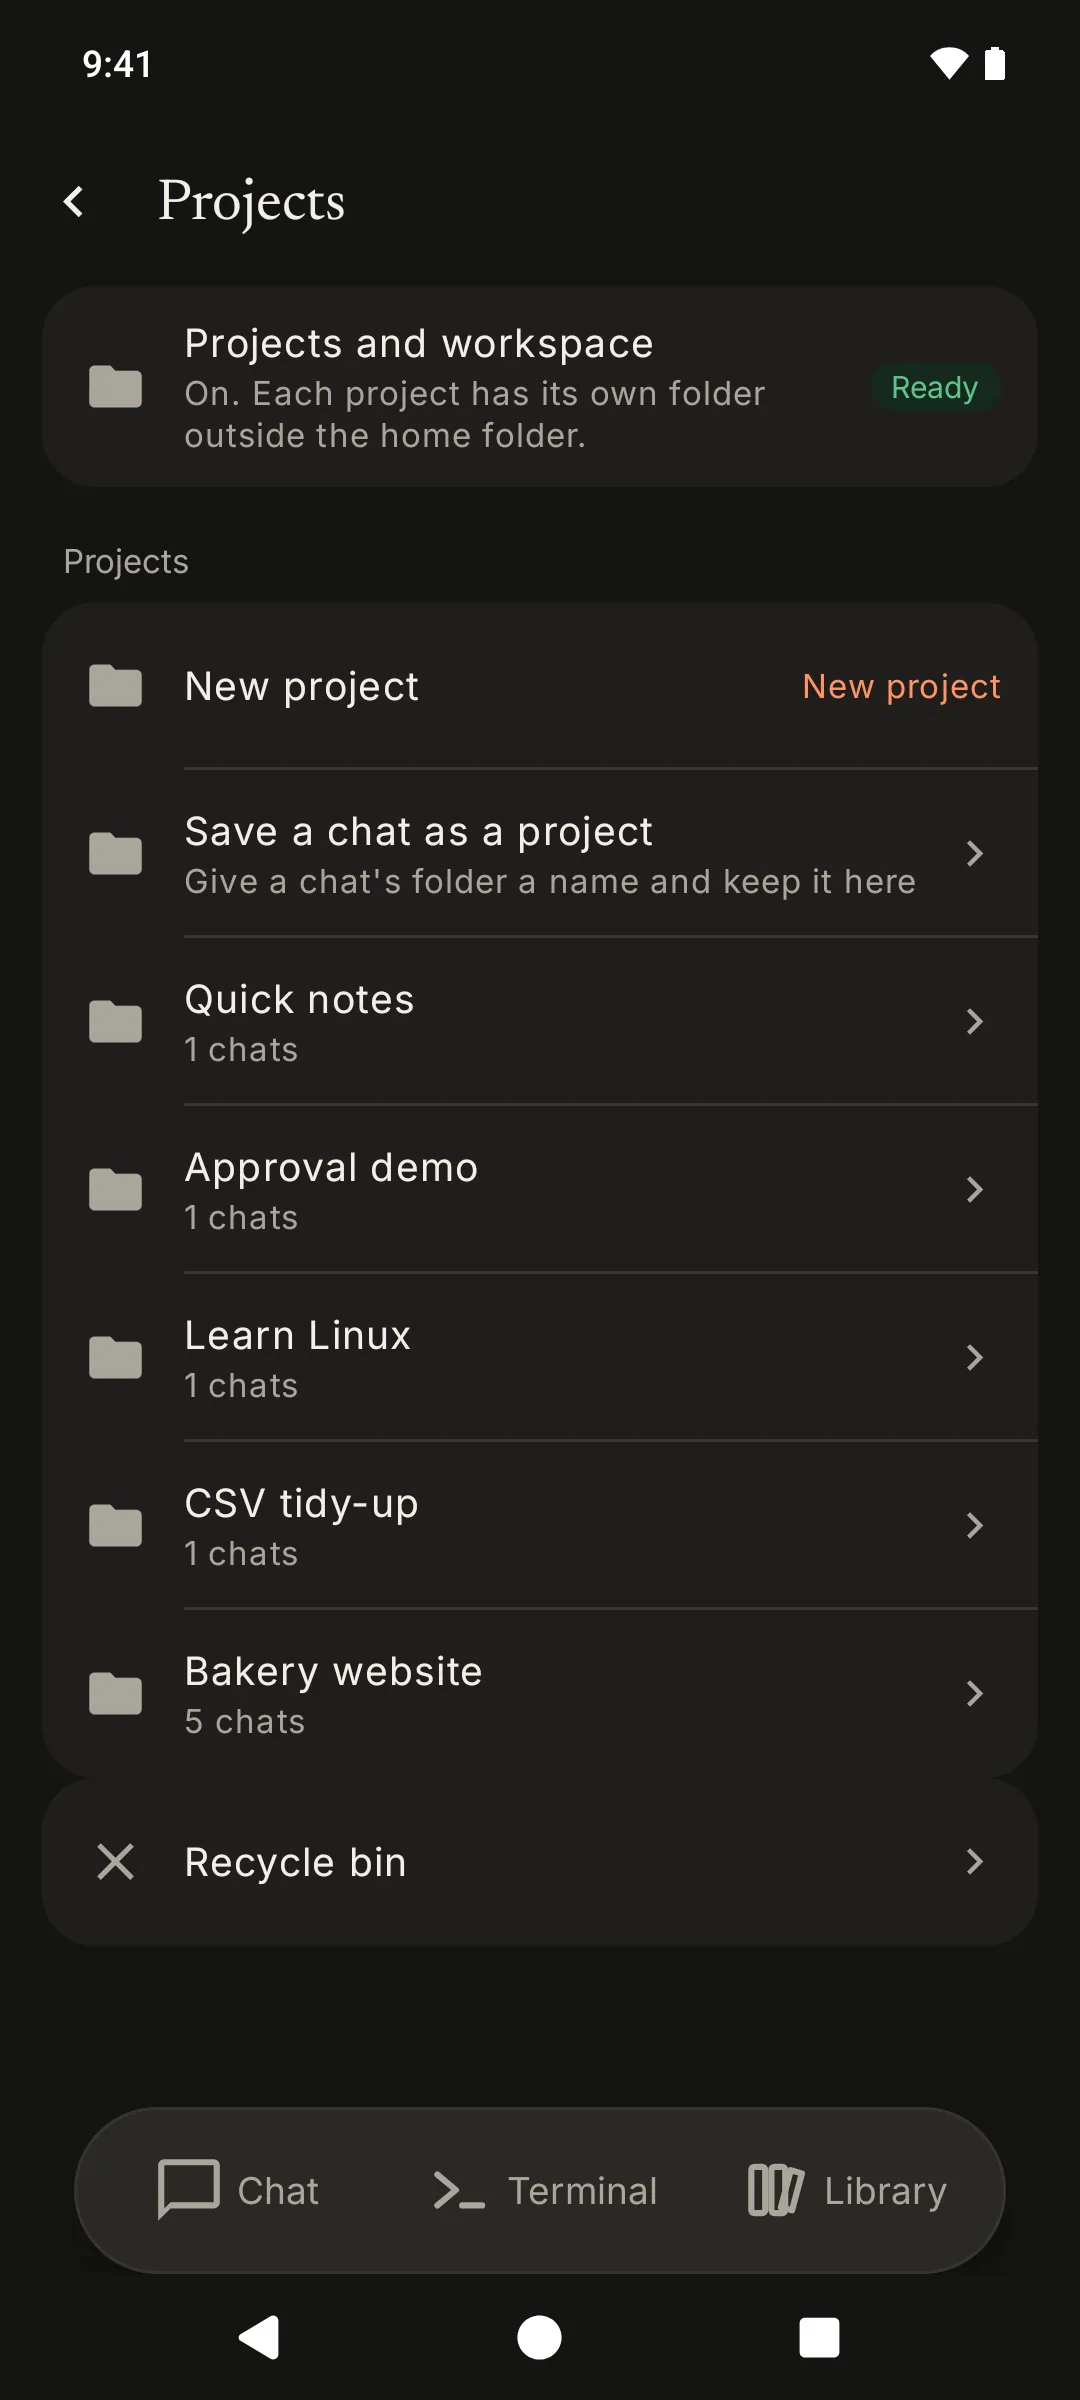 9:41
Projects
Projects and workspace
On. Each project has its own folder
outside the home folder.
Ready
Projects
New project
New project
Save a chat as a project
Give a chat's folder a name and keep it here
Quick notes
1 chats
Approval demo
1 chats
Learn Linux
1 chats
CSV tidy-up
1 chats
Bakery website
5 chats
Recycle bin
Chat
Terminal
Library